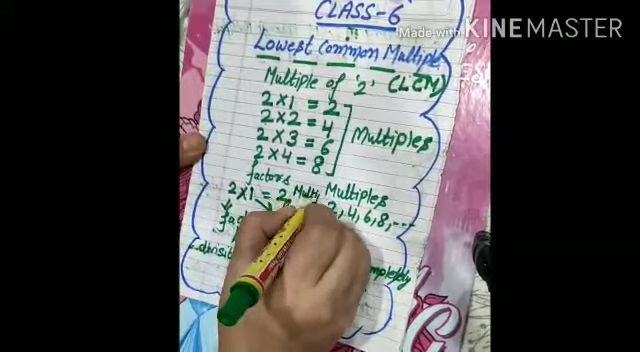 CLASS-6
Made with KINEMASTER
Lowest Common Multiple
Multiple of '2' (LCM)
2×1 = 2
2×2 = 4
2×3 = 6
2×4 = 8
Multiples
factors
2×1 = 2 Multi Multiples
2, 4, 6, 8, ---